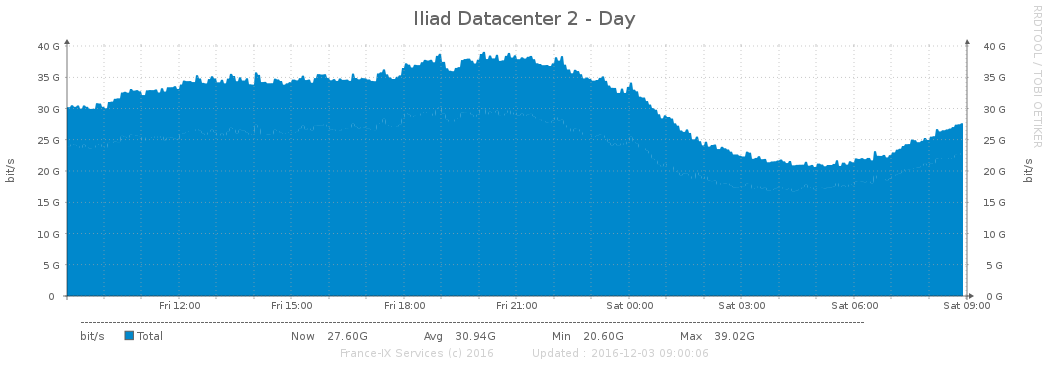 Iliad Datacenter 2 - Day
RRDTOOL / TOBI OETIKER
40 G 40 G
35 G 35 G
30 G 30 G
25 G 25 G
20 G 20 G
15 G 15 G
10 G 10 G
5 G 5 G
0 0 G
bit/s bit/s
Fri 12:00 Fri 15:00 Fri 18:00 Fri 21:00 Sat 00:00 Sat 03:00 Sat 06:00 Sat 09:00
bit/s Total Now 27.60G Avg 30.94G Min 20.60G Max 39.02G
France-IX Services (c) 2016 Updated : 2016-12-03 09:00:06